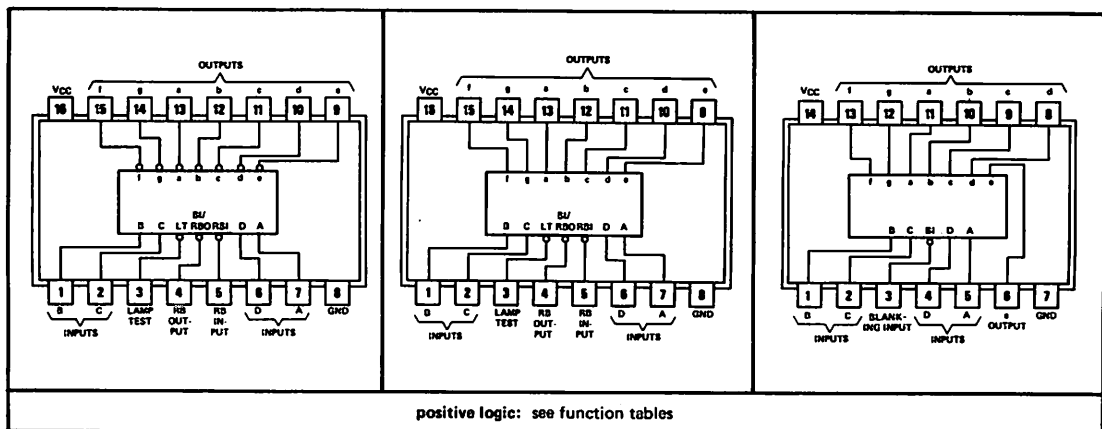 OUTPUTS
VCC f g a b c d e
16 15 14 13 12 11 10 9
f g a b c d e
BI/
B C LT RBO RBI D A
1 2 3 4 5 6 7 8
B C LAMP TEST RB OUT- PUT RB IN- PUT D A GND
INPUTS INPUTS
OUTPUTS
VCC f g a b c d e
16 15 14 13 12 11 10 9
f g a b c d e
BI/
B C LT RBO RBI D A
1 2 3 4 5 6 7 8
B C LAMP TEST RB OUT- PUT RB IN- PUT D A GND
INPUTS INPUTS
OUTPUTS
VCC f g a b c d
14 13 12 11 10 9 8
f g a b c d e
B C BI D A
1 2 3 4 5 6 7
B C BLANK- ING INPUT D A e OUTPUT GND
INPUTS INPUTS
positive logic: see function tables